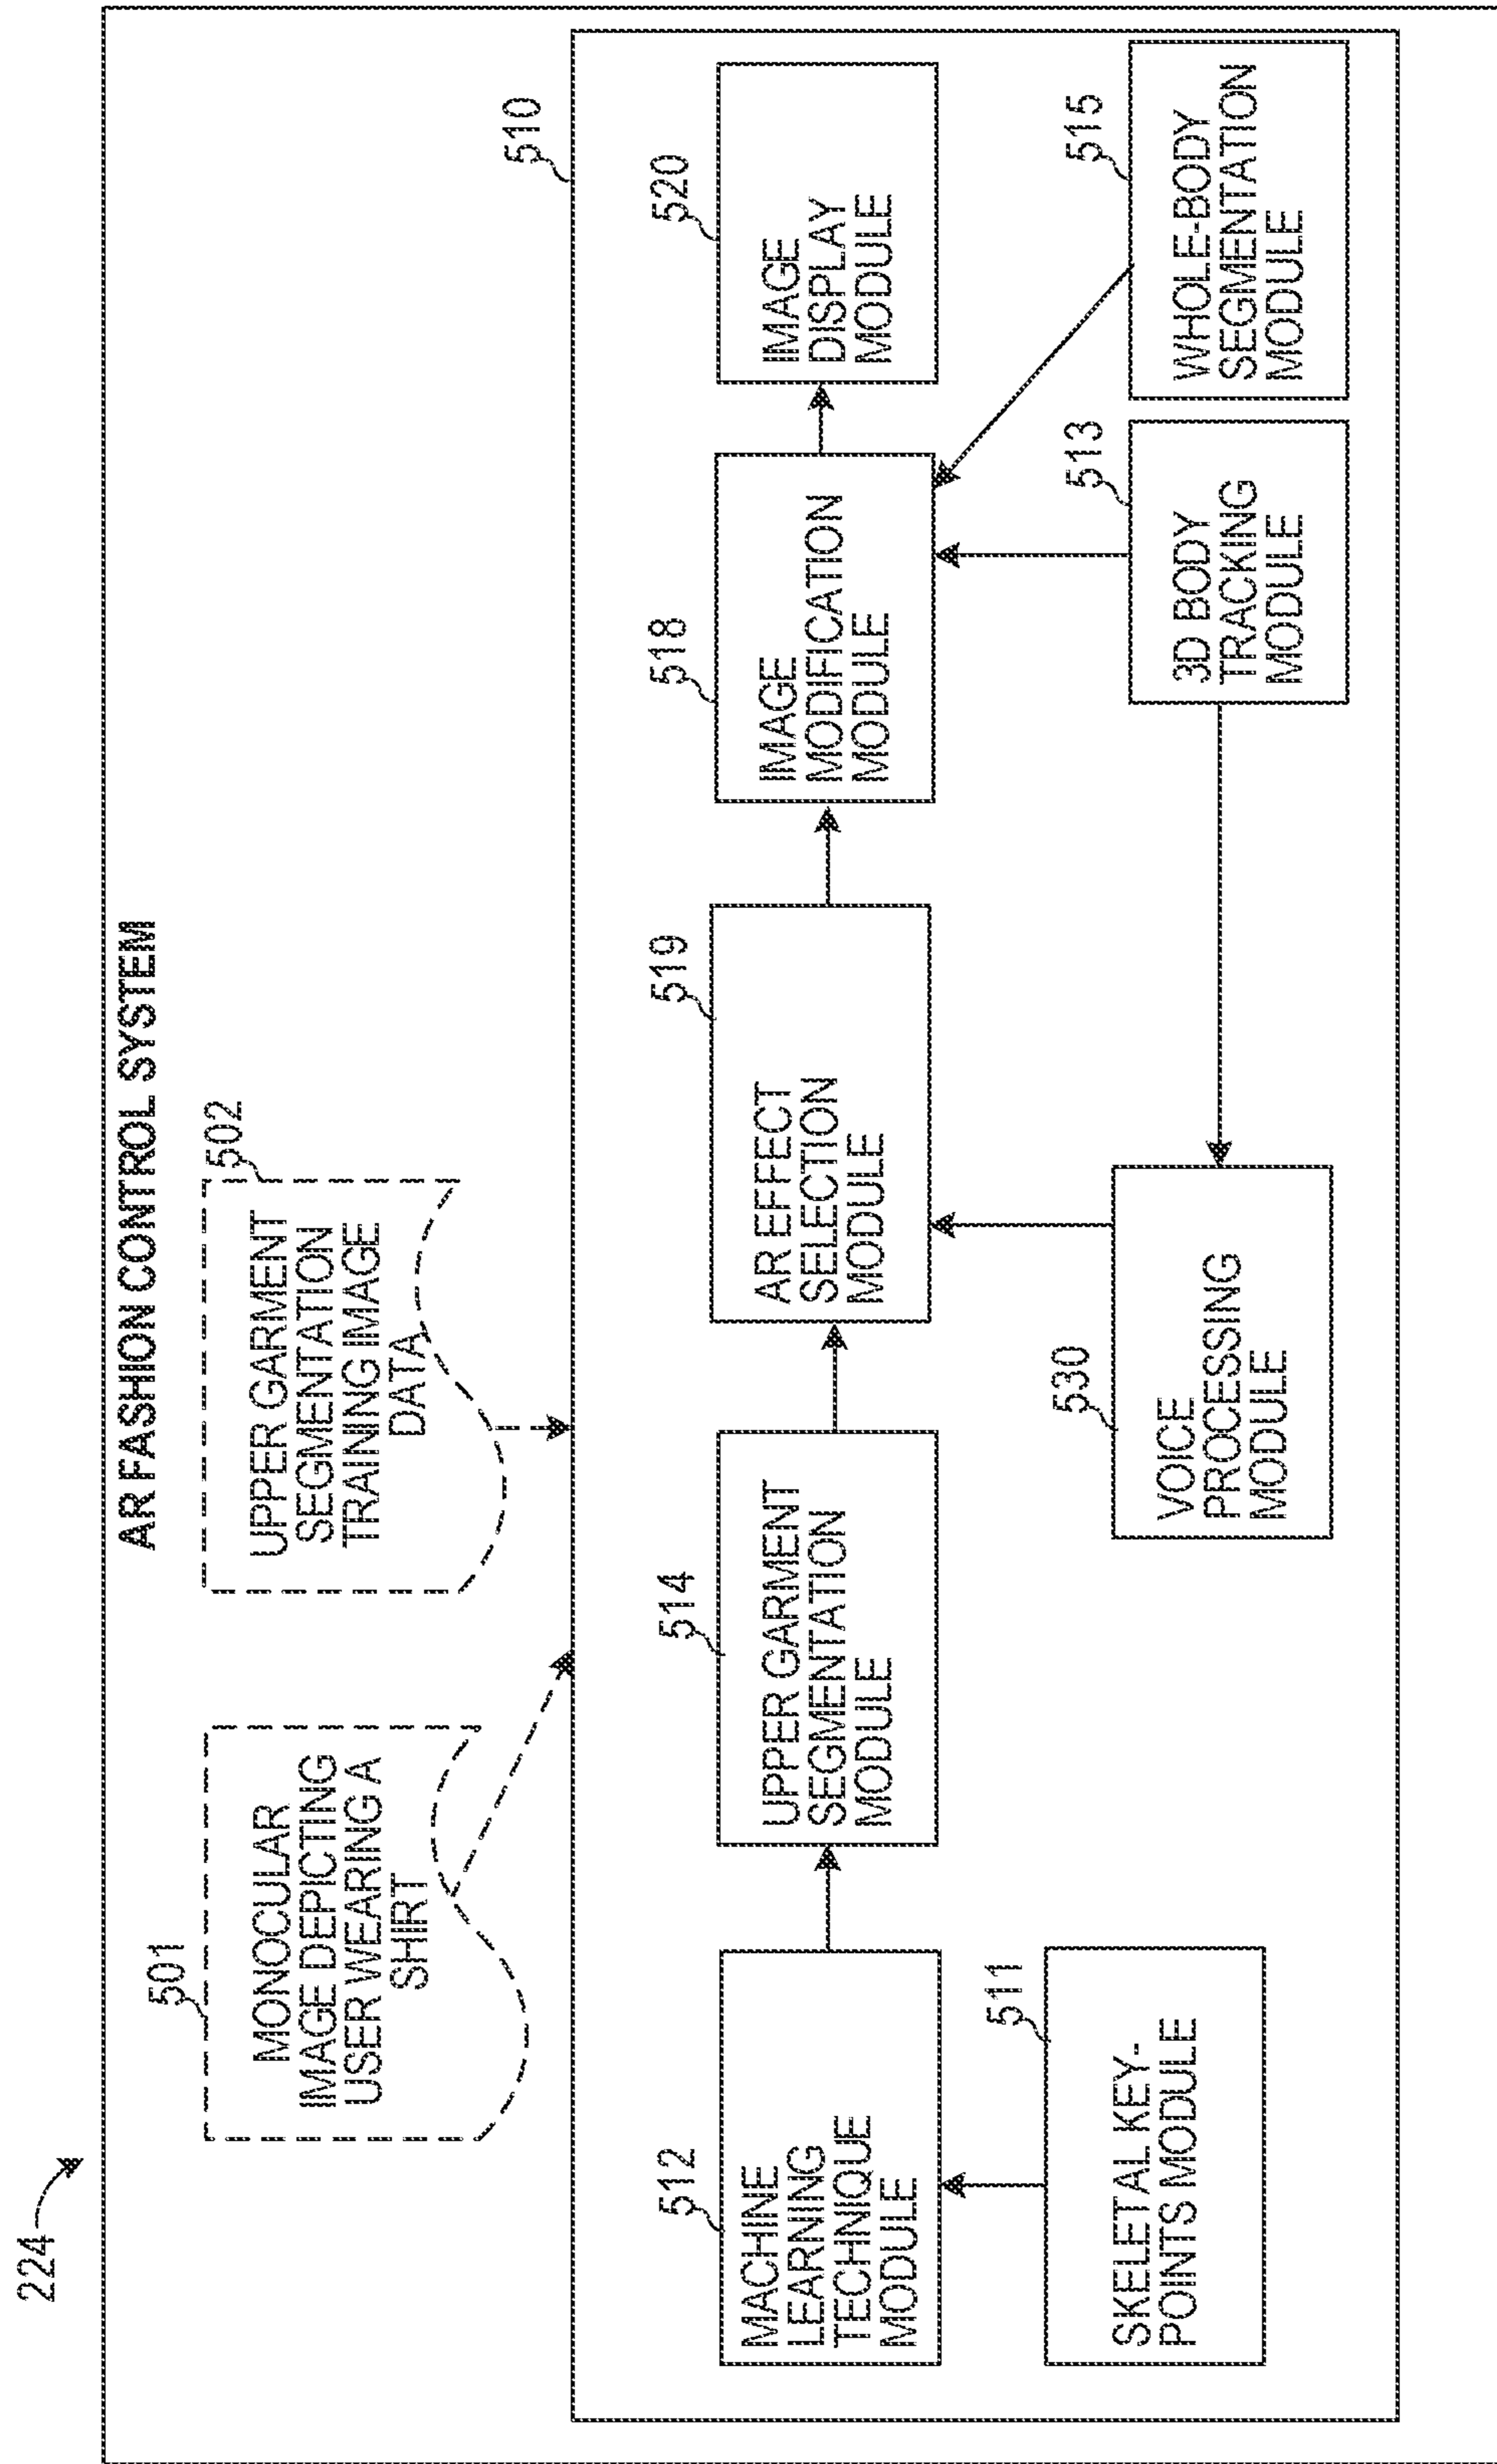 224
AR FASHION CONTROL SYSTEM
501
MONOCULAR
IMAGE DEPICTING
USER WEARING A
SHIRT
502
UPPER GARMENT
SEGMENTATION
TRAINING IMAGE
DATA
510
512
MACHINE
LEARNING
TECHNIQUE
MODULE
514
UPPER GARMENT
SEGMENTATION
MODULE
519
AR EFFECT
SELECTION
MODULE
518
IMAGE
MODIFICATION
MODULE
520
IMAGE
DISPLAY
MODULE
511
SKELETAL KEY-
POINTS MODULE
530
VOICE
PROCESSING
MODULE
513
3D BODY
TRACKING
MODULE
515
WHOLE-BODY
SEGMENTATION
MODULE